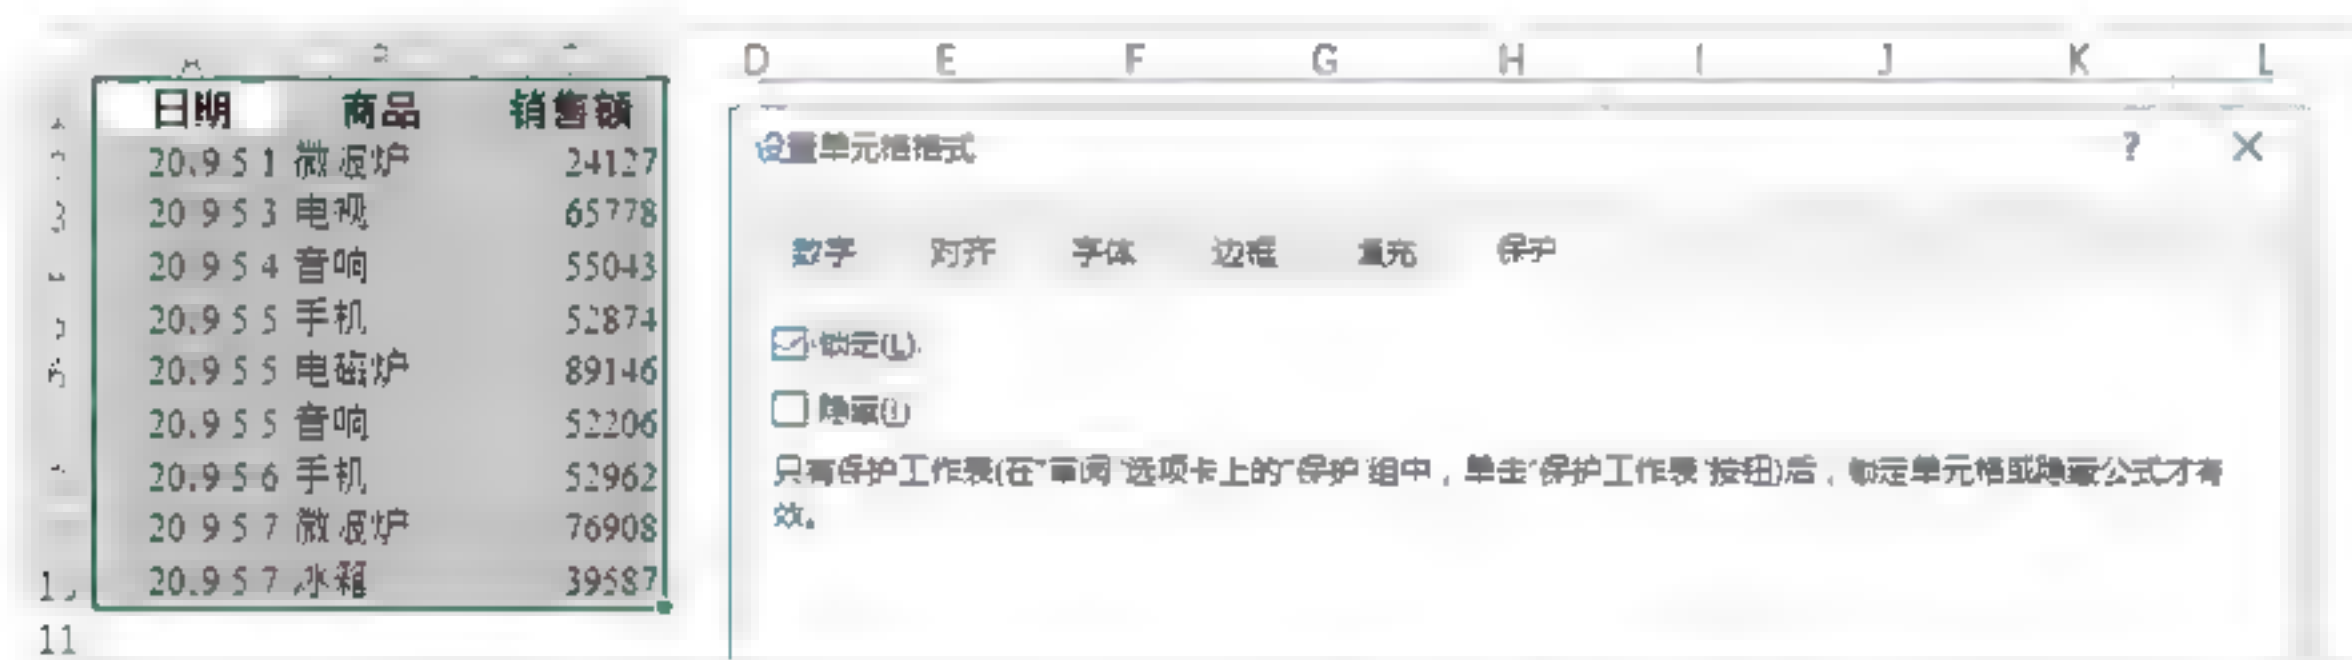 D E F G H I J K L
日期 商品 销售额
微波炉 24127
3 电视 65778
音响 55043
手机 52874
电磁炉 89146
音响 52206
手机 52962
微波炉 76908
冰箱 39587
11
设置单元格格式 ? ×
数字 对齐 字体 边框 填充 保护
锁定(L)
隐藏(I)
只有保护工作表(在"审阅"选项卡上的"保护"组中，单击"保护工作表"按钮)后，锁定单元格或隐藏公式才有
效。